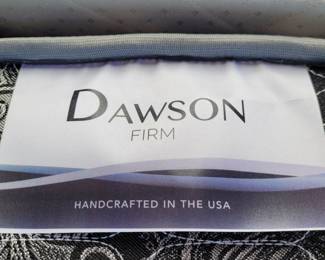 DAWSON
FIRM
HANDCRAFTED IN THE USA